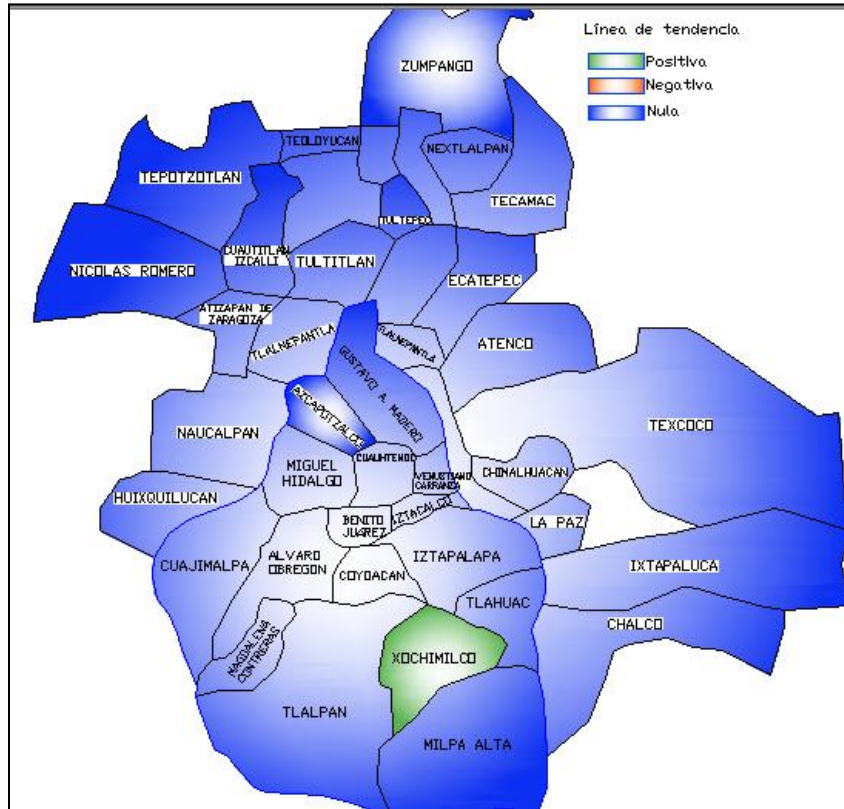 Línea de tendencia
Positiva
Negativa
Nula
ZUMPANGO
TEOLOYUCAN
NEXTLALPAN
TEPOTZOTLAN
TECAMAC
TULTEPEC
CUAUTITLAN
IZCALLI
TULTITLAN
NICOLAS ROMERO
ECATEPEC
ATIZAPAN DE
ZARAGOZA
TLALNEPANTLA
TLALNEPANTLA
ATENCO
GUSTAVO A. MADERO
AZCAPOTZALCO
TEXCOCO
NAUCALPAN
CUAUHTEMOC
MIGUEL
HIDALGO
VENUSTIANO
CARRANZA
CHINALHUACAN
HUIXQUILUCAN
IZTACALCO
BENITO
JUAREZ
LA PAZ
CUAJIMALPA
ALVARO
OBREGON
IZTAPALAPA
COYOACAN
IXTAPALUCA
TLAHUAC
CHALCO
MAGDALENA
CONTRERAS
XOCHIMILCO
TLALPAN
MILPA ALTA